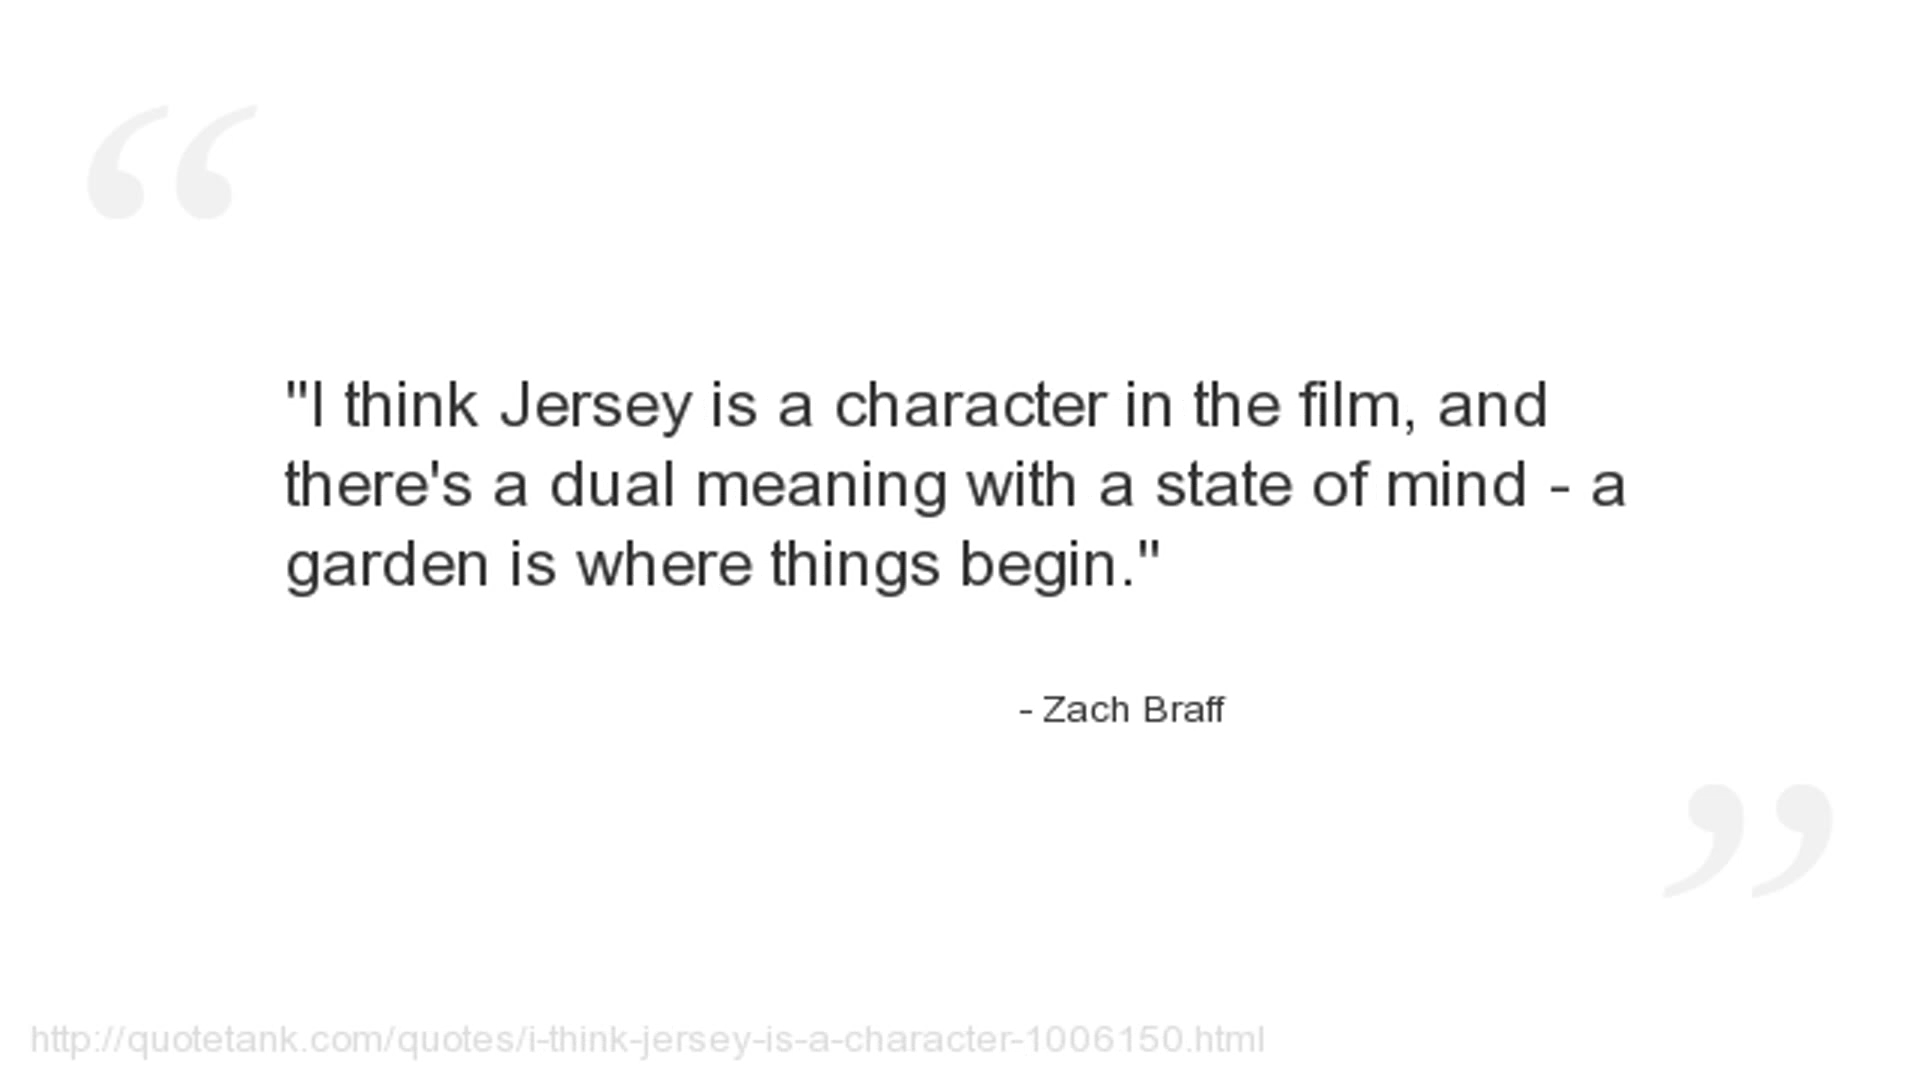 "I think Jersey is a character in the film, and
there's a dual meaning with a state of mind - a
garden is where things begin."
- Zach Braff
http://quotetank.com/quotes/i-think-jersey-is-a-character-1006150.html